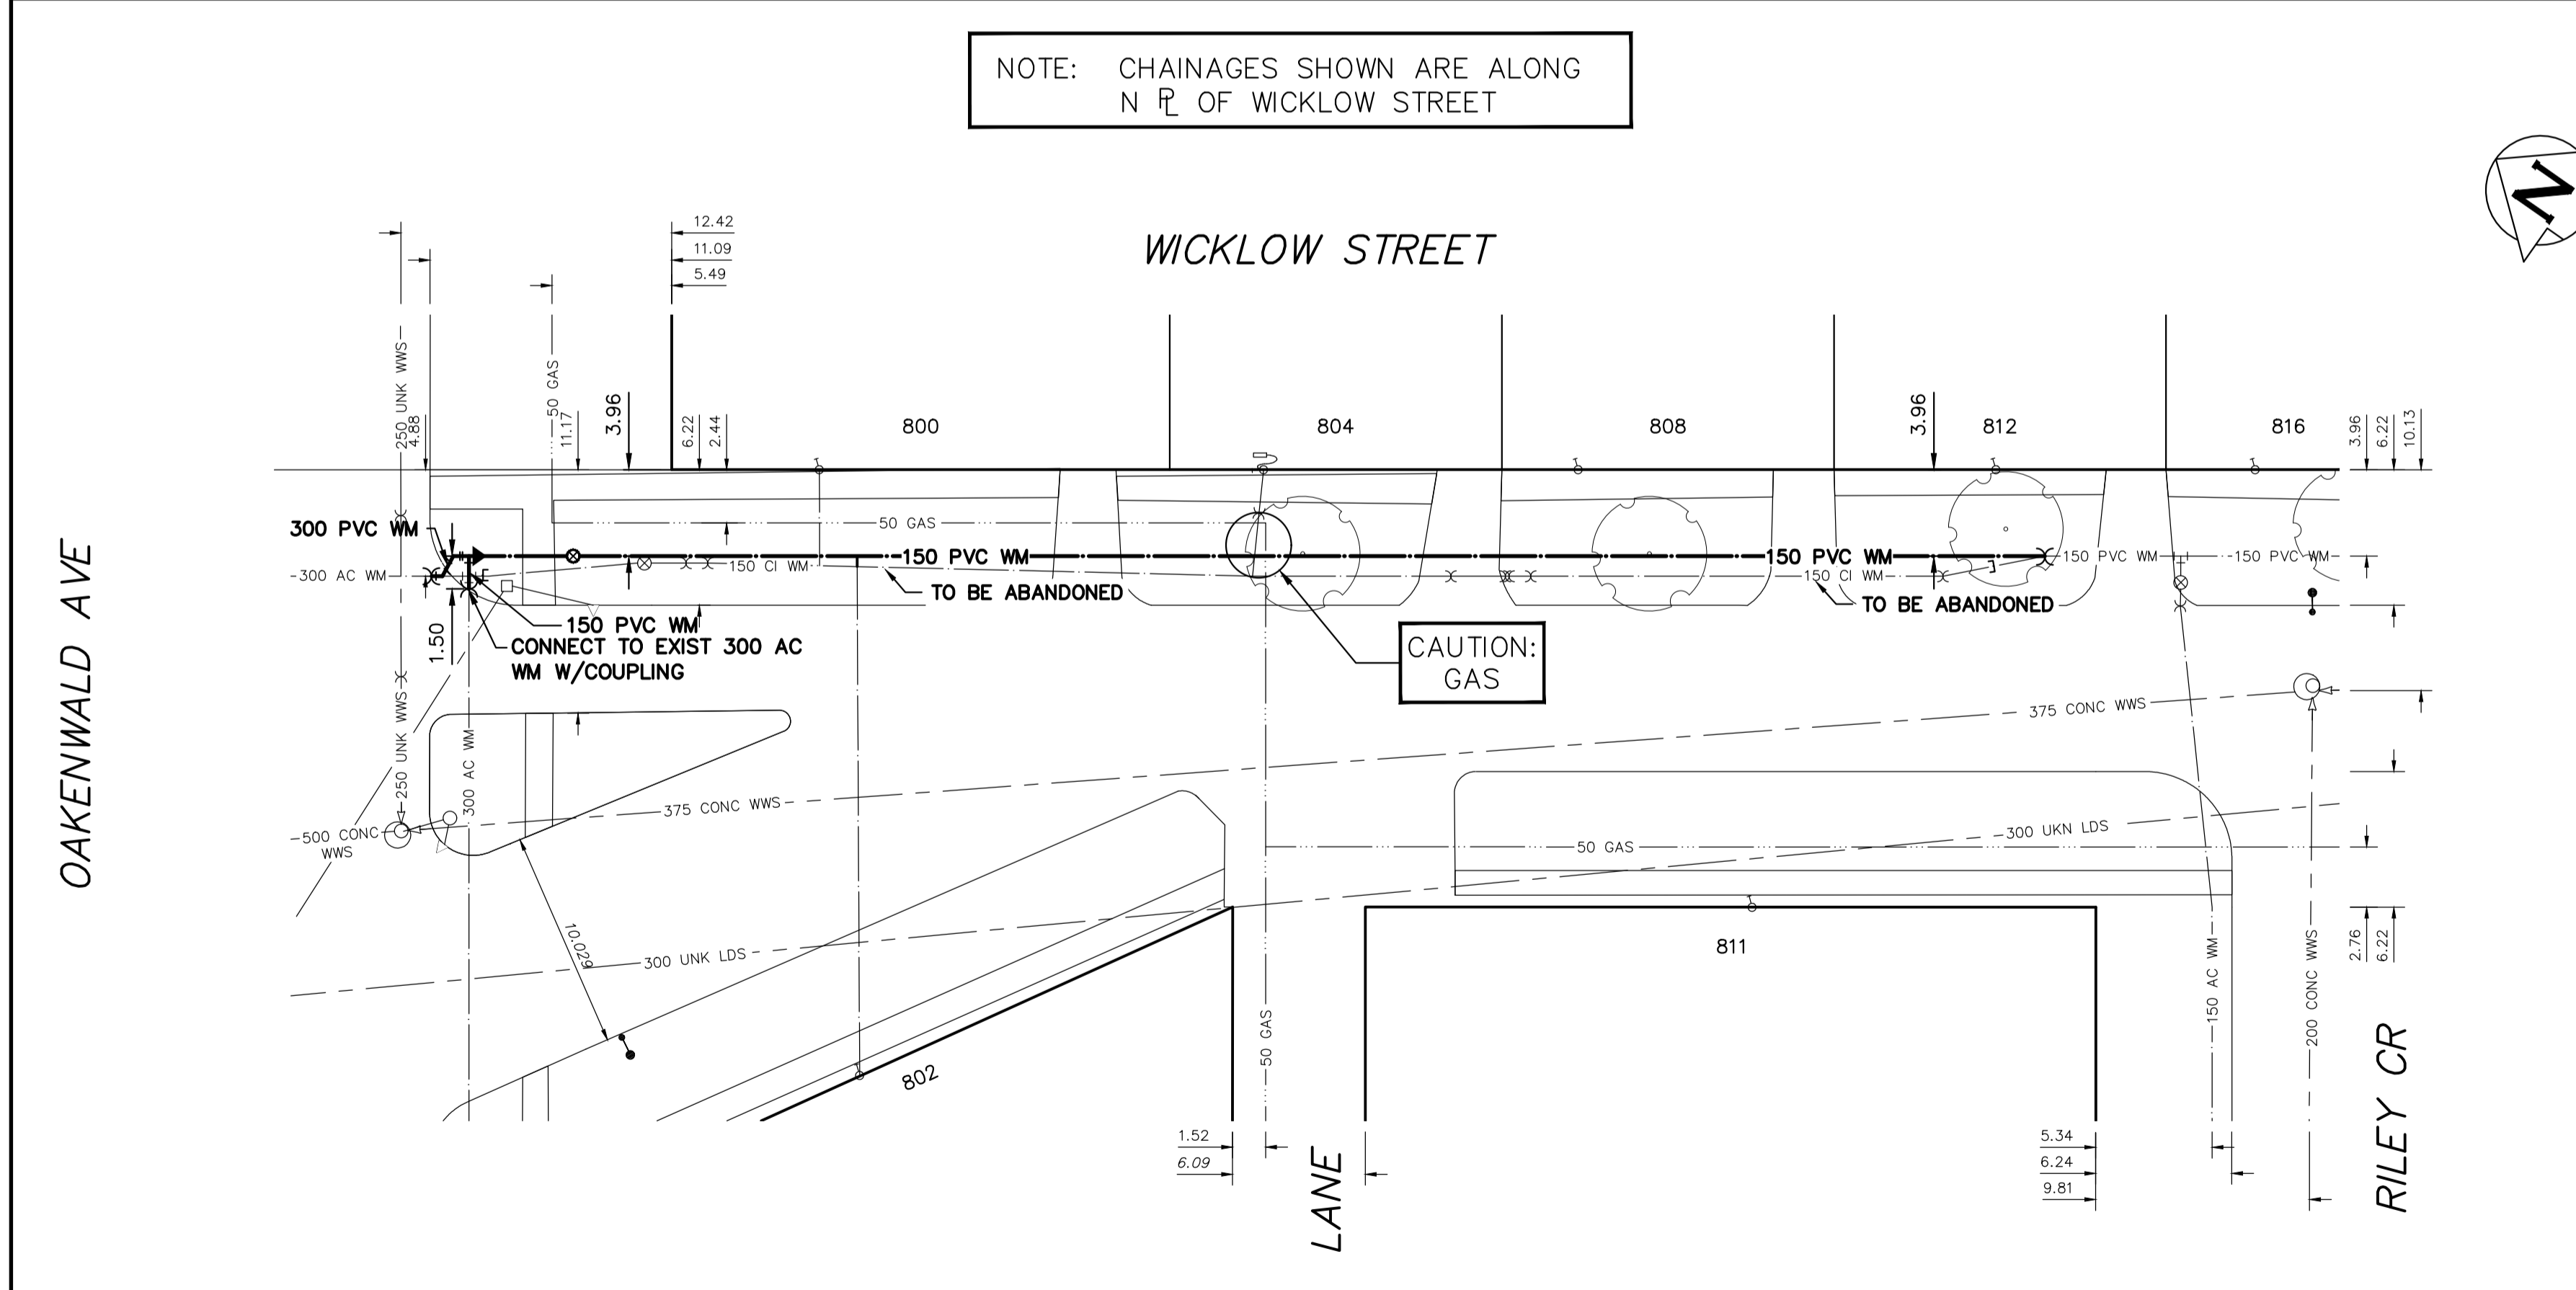 NOTE: CHAINAGES SHOWN ARE ALONG
N ⅊ OF WICKLOW STREET
N
WICKLOW STREET
12.42
11.09
5.49
250 UNK WWS
4.88
50 GAS
11.17
3.96
6.22
2.44
800
804
808
3.96
812
816
3.96
6.22
10.13
300 PVC WM
50 GAS
150 PVC WM
150 PVC WM
150 PVC WM
150 PVC WM
300 AC WM
150 CI WM
150 CI WM
TO BE ABANDONED
TO BE ABANDONED
150 PVC WM
1.50
CONNECT TO EXIST 300 AC
WM W/COUPLING
CAUTION:
GAS
OAKENWALD AVE
250 UNK WWS
300 AC WM
375 CONC WWS
375 CONC WWS
500 CONC
WWS
300 UKN LDS
50 GAS
10.029
300 UNK LDS
811
2.76
6.22
150 AC WM
200 CONC WWS
50 GAS
802
1.52
6.09
LANE
5.34
6.24
9.81
RILEY CR